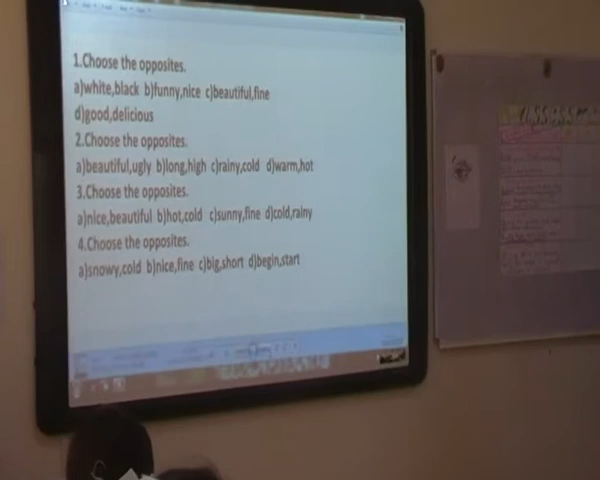 1.Choose the opposites.
a)white,black b)funny,nice c)beautiful,fine
d)good,delicious
2.Choose the opposites.
a)beautiful,ugly b)long,high c)rainy,cold d)warm,hot
3.Choose the opposites.
a)nice,beautiful b)hot,cold c)sunny,fine d)cold,rainy
4.Choose the opposites.
a)snowy,cold b)nice,fine c)big,short d)begin,start